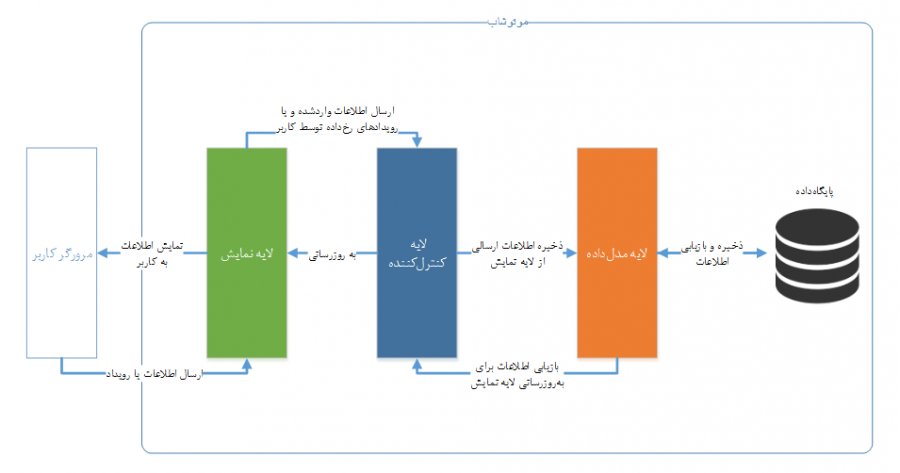 موتوشاب
ارسال اطلاعات واردشده و یا
رویدادهای رخ‌داده توسط کاربر
پایگاه‌داده
مرورگر کاربر
نمایش اطلاعات
به کاربر
لایه نمایش
به روزرسانی
لایه
کنترل‌کننده
ذخیره اطلاعات ارسالی
از لایه نمایش
لایه مدل‌داده
ذخیره و بازیابی
اطلاعات
ارسال اطلاعات یا رویداد
بازیابی اطلاعات برای
به‌روزرسانی لایه نمایش